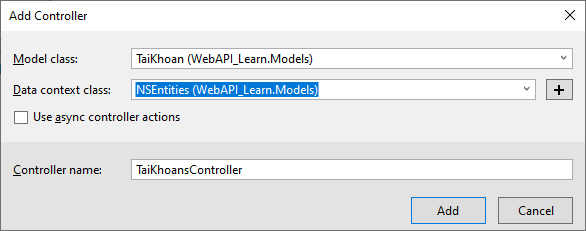 Add Controller
Model class: TaiKhoan (WebAPI_Learn.Models)
Data context class: NSEntities (WebAPI_Learn.Models)
Use async controller actions
Controller name: TaiKhoansController
Add Cancel